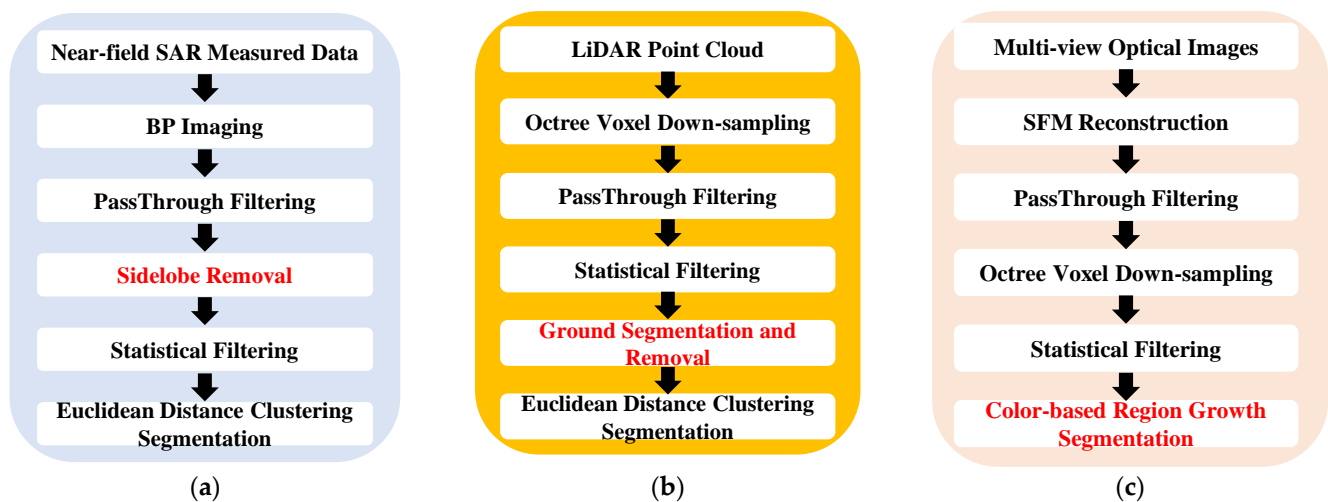 Near-field SAR Measured Data
BP Imaging
PassThrough Filtering
Sidelobe Removal
Statistical Filtering
Euclidean Distance Clustering
Segmentation
(a)
LiDAR Point Cloud
Octree Voxel Down-sampling
PassThrough Filtering
Statistical Filtering
Ground Segmentation and
Removal
Euclidean Distance Clustering
Segmentation
(b)
Multi-view Optical Images
SFM Reconstruction
PassThrough Filtering
Octree Voxel Down-sampling
Statistical Filtering
Color-based Region Growth
Segmentation
(c)